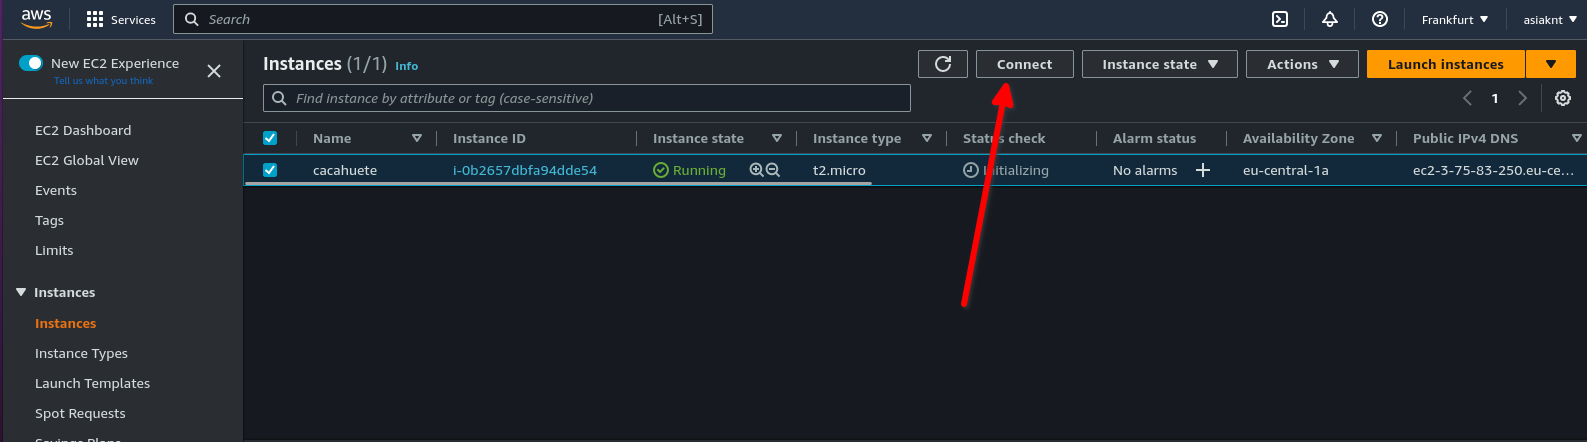 aws Services Search [Alt+S] Frankfurt asiaknt
New EC2 Experience
Tell us what you think
EC2 Dashboard
EC2 Global View
Events
Tags
Limits
Instances
Instances
Instance Types
Launch Templates
Spot Requests
Savings Plans
Instances (1/1) Info Connect Instance state Actions Launch instances
Find instance by attribute or tag (case-sensitive) 1
Name Instance ID Instance state Instance type Status check Alarm status Availability Zone Public IPv4 DNS
cacahuete i-0b2657dbfa94dde54 Running t2.micro Initializing No alarms eu-central-1a ec2-3-75-83-250.eu-ce...